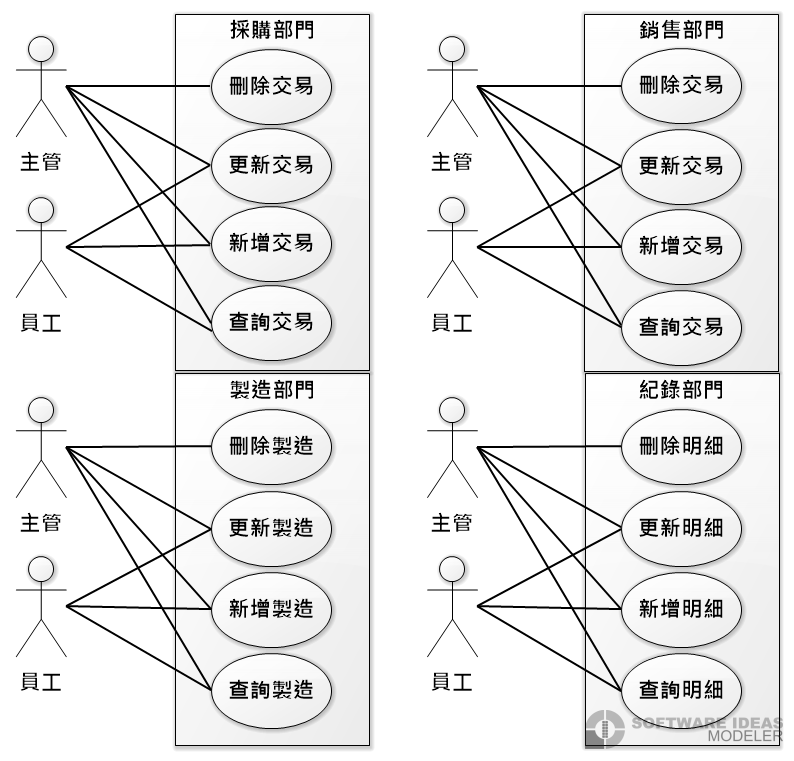 採購部門
刪除交易
更新交易
新增交易
查詢交易
主管
員工
銷售部門
刪除交易
更新交易
新增交易
查詢交易
主管
員工
製造部門
刪除製造
更新製造
新增製造
查詢製造
主管
員工
紀錄部門
刪除明細
更新明細
新增明細
查詢明細
主管
員工
SOFTWARE IDEAS
MODELER